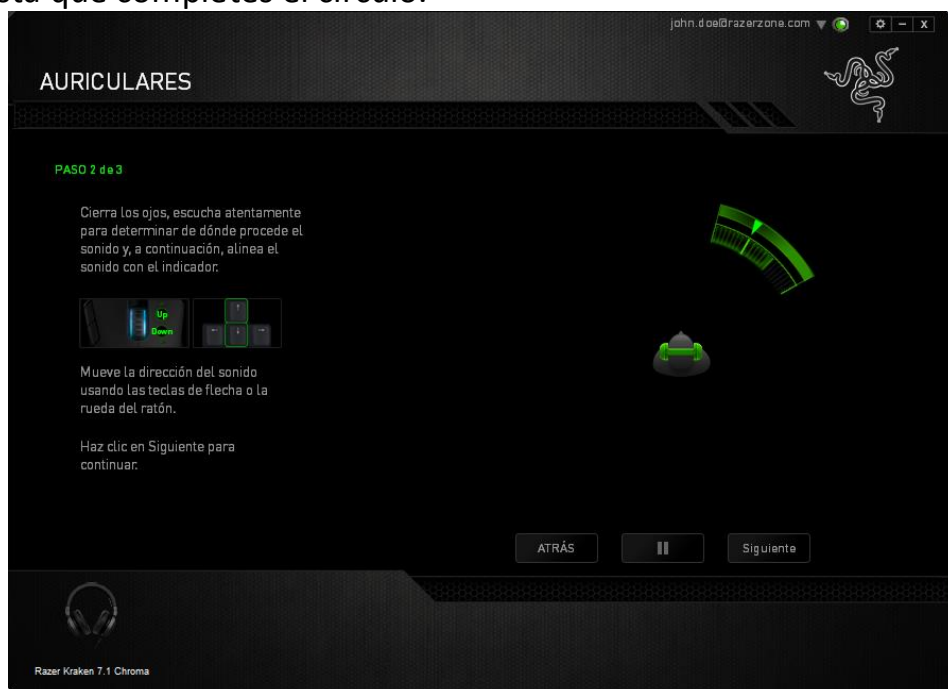 que completes el círculo.
john.doe@razerzone.com
X
AURICULARES
PASO 2 de 3
Cierra los ojos, escucha atentamente
para determinar de dónde procede el
sonido y, a continuación, alinea el
sonido con el indicador.
Up
Down
Mueve la dirección del sonido
usando las teclas de flecha o la
rueda del ratón.
Haz clic en Siguiente para
continuar.
ATRÁS
Siguiente
Razer Kraken 7.1 Chroma